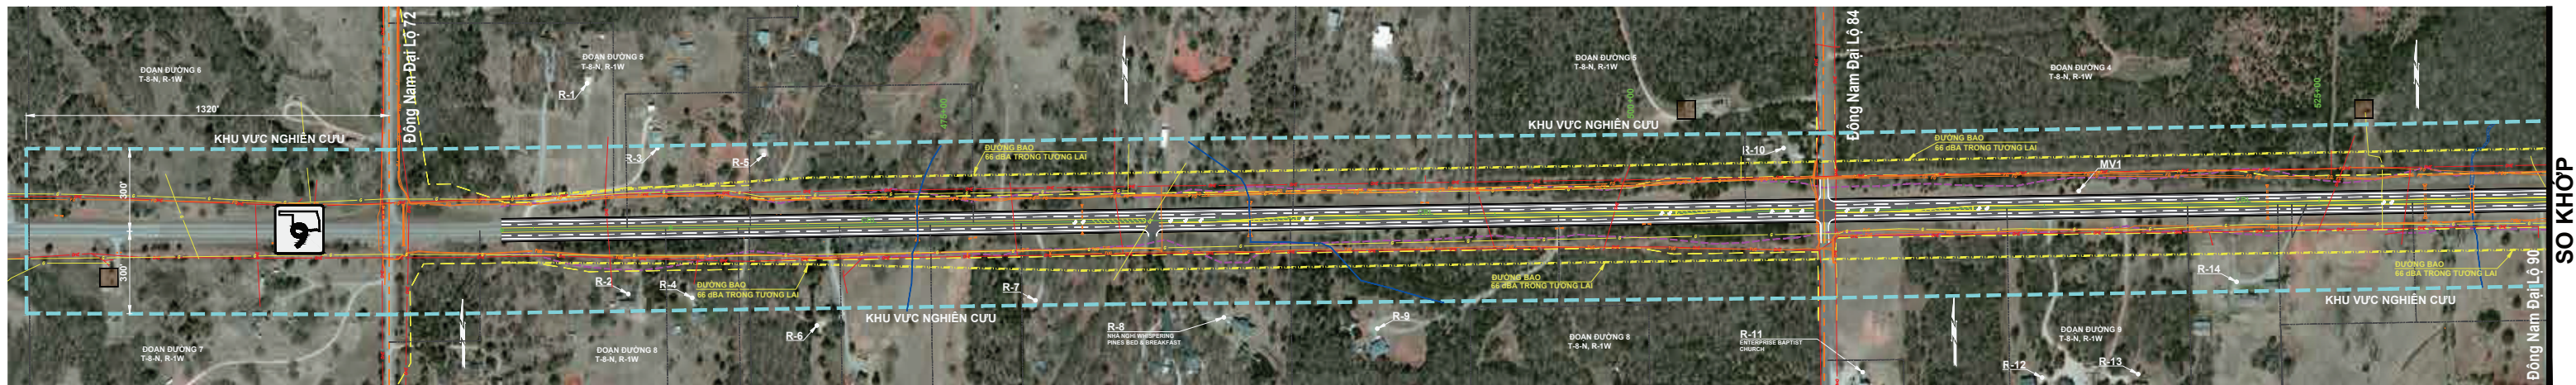 ĐOẠN ĐƯỜNG 6
T-8-N, R-1W
1320'
KHU VỰC NGHIÊN CỨU
300'
300'
9
ĐOẠN ĐƯỜNG 7
T-8-N, R-1W
Đông Nam Đại Lộ 72
ĐOẠN ĐƯỜNG 5
T-8-N, R-1W
R-1
R-3
R-5
475+00
ĐƯỜNG BAO
66 dBA TRONG TƯƠNG LAI
R-2
R-4
ĐƯỜNG BAO
66 dBA TRONG TƯƠNG LAI
R-6
KHU VỰC NGHIÊN CỨU
R-7
ĐOẠN ĐƯỜNG 8
T-8-N, R-1W
R-8
NHÀ NGHỈ WHISPERING
PINES BED & BREAKFAST
R-9
ĐOẠN ĐƯỜNG 5
T-8-N, R-1W
500+00
KHU VỰC NGHIÊN CỨU
R-10
ĐƯỜNG BAO
66 dBA TRONG TƯƠNG LAI
ĐOẠN ĐƯỜNG 8
T-8-N, R-1W
R-11
ENTERPRISE BAPTIST
CHURCH
Đông Nam Đại Lộ 84
ĐOẠN ĐƯỜNG 4
T-8-N, R-1W
525+00
ĐƯỜNG BAO
66 dBA TRONG TƯƠNG LAI
MV1
R-14
ĐƯỜNG BAO
66 dBA TRONG TƯƠNG LAI
KHU VỰC NGHIÊN CỨU
ĐOẠN ĐƯỜNG 9
T-8-N, R-1W
R-12
R-13
Đông Nam Đại Lộ 90
SO KHỚP